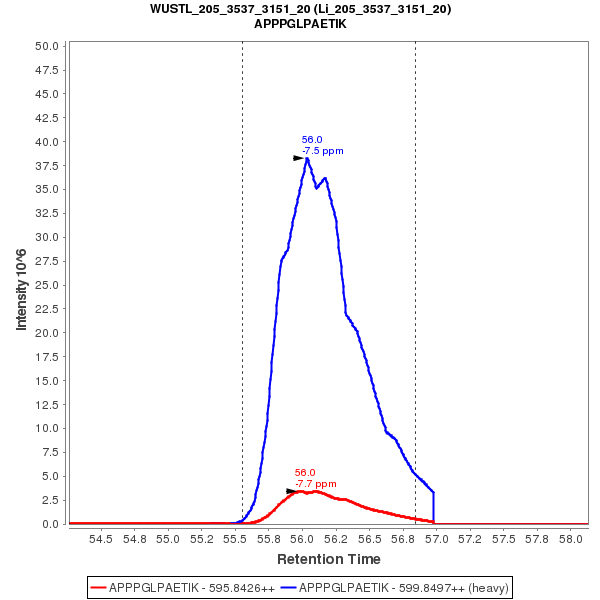 WUSTL_205_3537_3151_20 (Li_205_3537_3151_20)
APPPGLPAETIK
Intensity 10^6
50.0
47.5
45.0
42.5
40.0
37.5
35.0
32.5
30.0
27.5
25.0
22.5
20.0
17.5
15.0
12.5
10.0
7.5
5.0
2.5
0.0
56.0
-7.5 ppm
56.0
-7.7 ppm
54.5 54.8 55.0 55.2 55.5 55.8 56.0 56.2 56.5 56.8 57.0 57.2 57.5 57.8 58.0
Retention Time
APPPGLPAETIK - 595.8426++ APPPGLPAETIK - 599.8497++ (heavy)